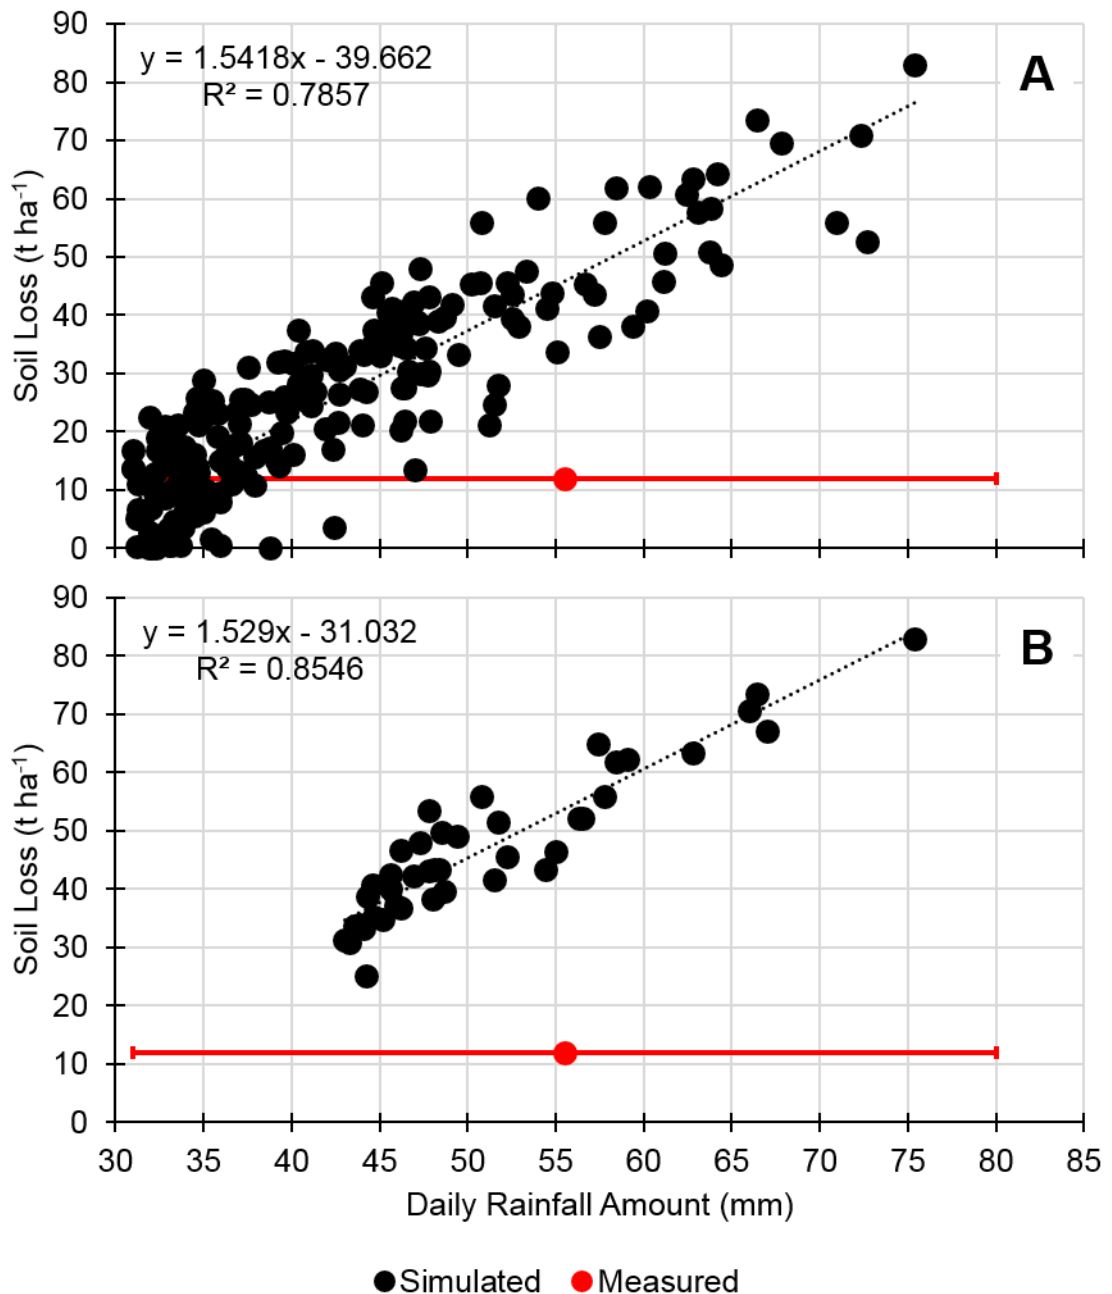 90
80
70
60
50
40
30
20
10
0
Soil Loss (t ha⁻¹)
y = 1.5418x - 39.662
R² = 0.7857
A
90
80
70
60
50
40
30
20
10
0
Soil Loss (t ha⁻¹)
y = 1.529x - 31.032
R² = 0.8546
B
30 35 40 45 50 55 60 65 70 75 80 85
Daily Rainfall Amount (mm)
Simulated Measured